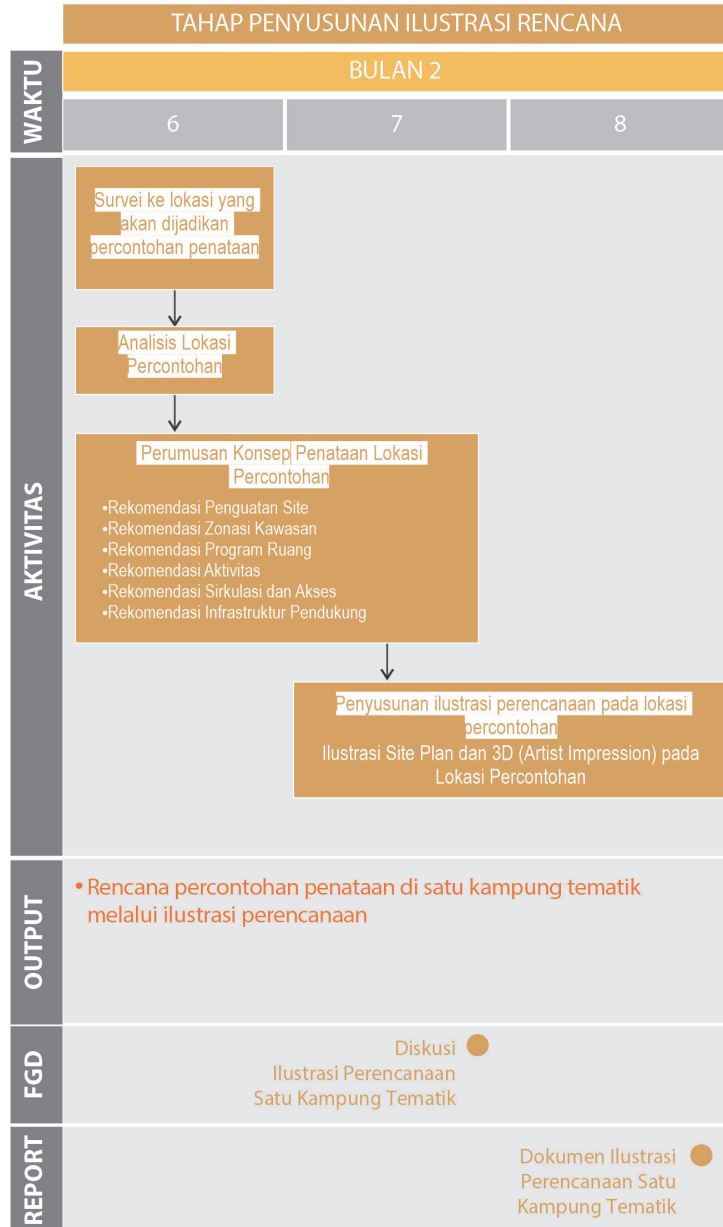 TAHAP PENYUSUNAN ILUSTRASI RENCANA
WAKTU
BULAN 2
6
7
8
AKTIVITAS
Survei ke lokasi yang
akan dijadikan
percontohan penataan
Analisis Lokasi
Percontohan
Perumusan Konsep Penataan Lokasi
Percontohan
•Rekomendasi Penguatan Site
•Rekomendasi Zonasi Kawasan
•Rekomendasi Program Ruang
•Rekomendasi Aktivitas
•Rekomendasi Sirkulasi dan Akses
•Rekomendasi Infrastruktur Pendukung
Penyusunan ilustrasi perencanaan pada lokasi
percontohan
Ilustrasi Site Plan dan 3D (Artist Impression) pada
Lokasi Percontohan
OUTPUT
• Rencana percontohan penataan di satu kampung tematik
melalui ilustrasi perencanaan
FGD
Diskusi
Ilustrasi Perencanaan
Satu Kampung Tematik
REPORT
Dokumen Ilustrasi
Perencanaan Satu
Kampung Tematik